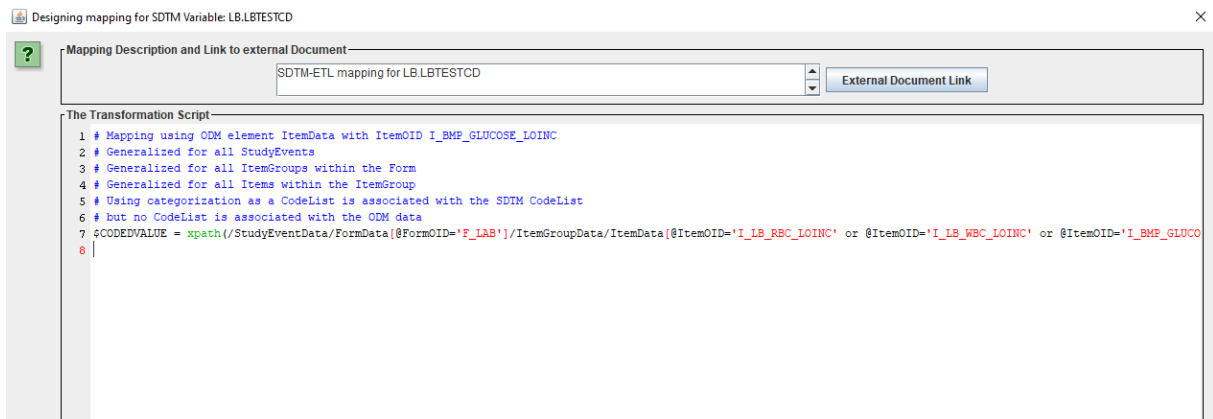 Designing mapping for SDTM Variable: LB.LBTESTCD
?
Mapping Description and Link to external Document
SDTM-ETL mapping for LB.LBTESTCD
External Document Link
The Transformation Script
1 # Mapping using ODM element ItemData with ItemOID I_BMP_GLUCOSE_LOINC
2 # Generalized for all StudyEvents
3 # Generalized for all ItemGroups within the Form
4 # Generalized for all Items within the ItemGroup
5 # Using categorization as a CodeList is associated with the SDTM CodeList
6 # but no CodeList is associated with the ODM data
7 $CODEDVALUE = xpath(/StudyEventData/FormData[@FormOID='F_LAB']/ItemGroupData/ItemData[@ItemOID='I_LB_RBC_LOINC' or @ItemOID='I_LB_WBC_LOINC' or @ItemOID='I_BMP_GLUCO
8